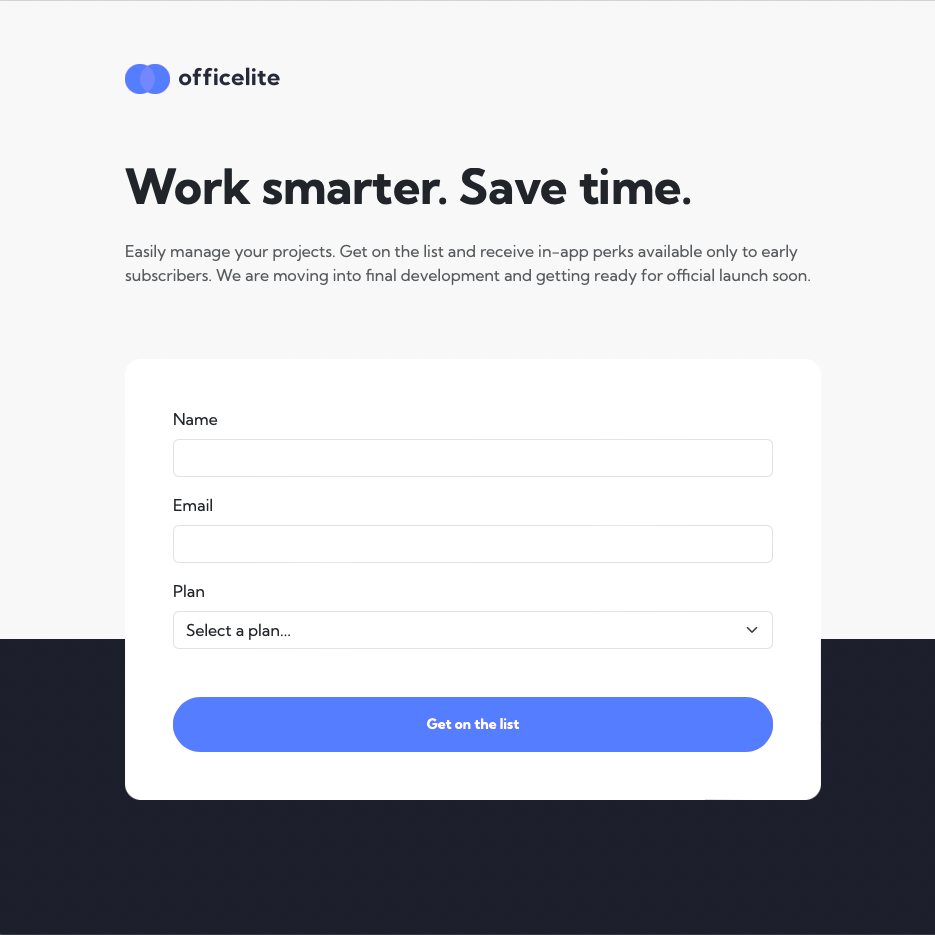 officelite
Work smarter. Save time.
Easily manage your projects. Get on the list and receive in-app perks available only to early
subscribers. We are moving into final development and getting ready for official launch soon.
Name
Email
Plan
Select a plan...
Get on the list